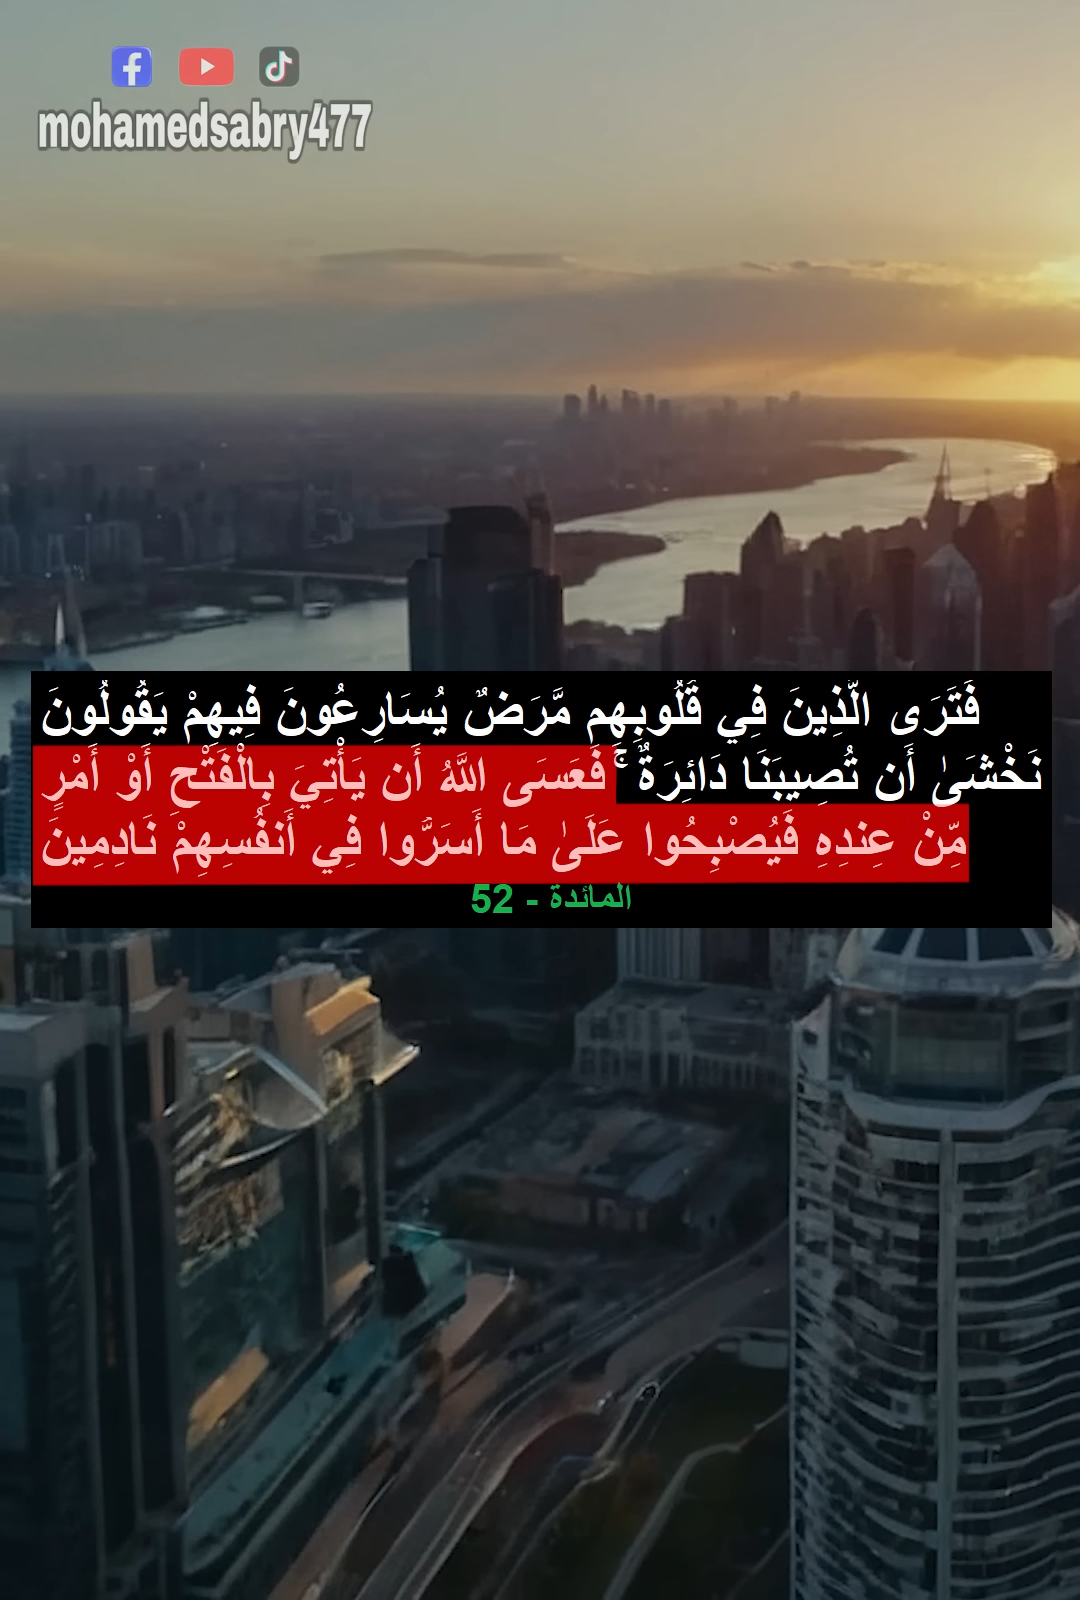 mohamedsabry477
فَتَرَى الَّذِينَ فِي قُلُوبِهِم مَّرَضٌ يُسَارِعُونَ فِيهِمْ يَقُولُونَ
نَخْشَىٰ أَن تُصِيبَنَا دَائِرَةٌ ۚ فَعَسَى اللَّهُ أَن يَأْتِيَ بِالْفَتْحِ أَوْ أَمْرٍ
مِّنْ عِندِهِ فَيُصْبِحُوا عَلَىٰ مَا أَسَرُّوا فِي أَنفُسِهِمْ نَادِمِينَ
المائدة - 52